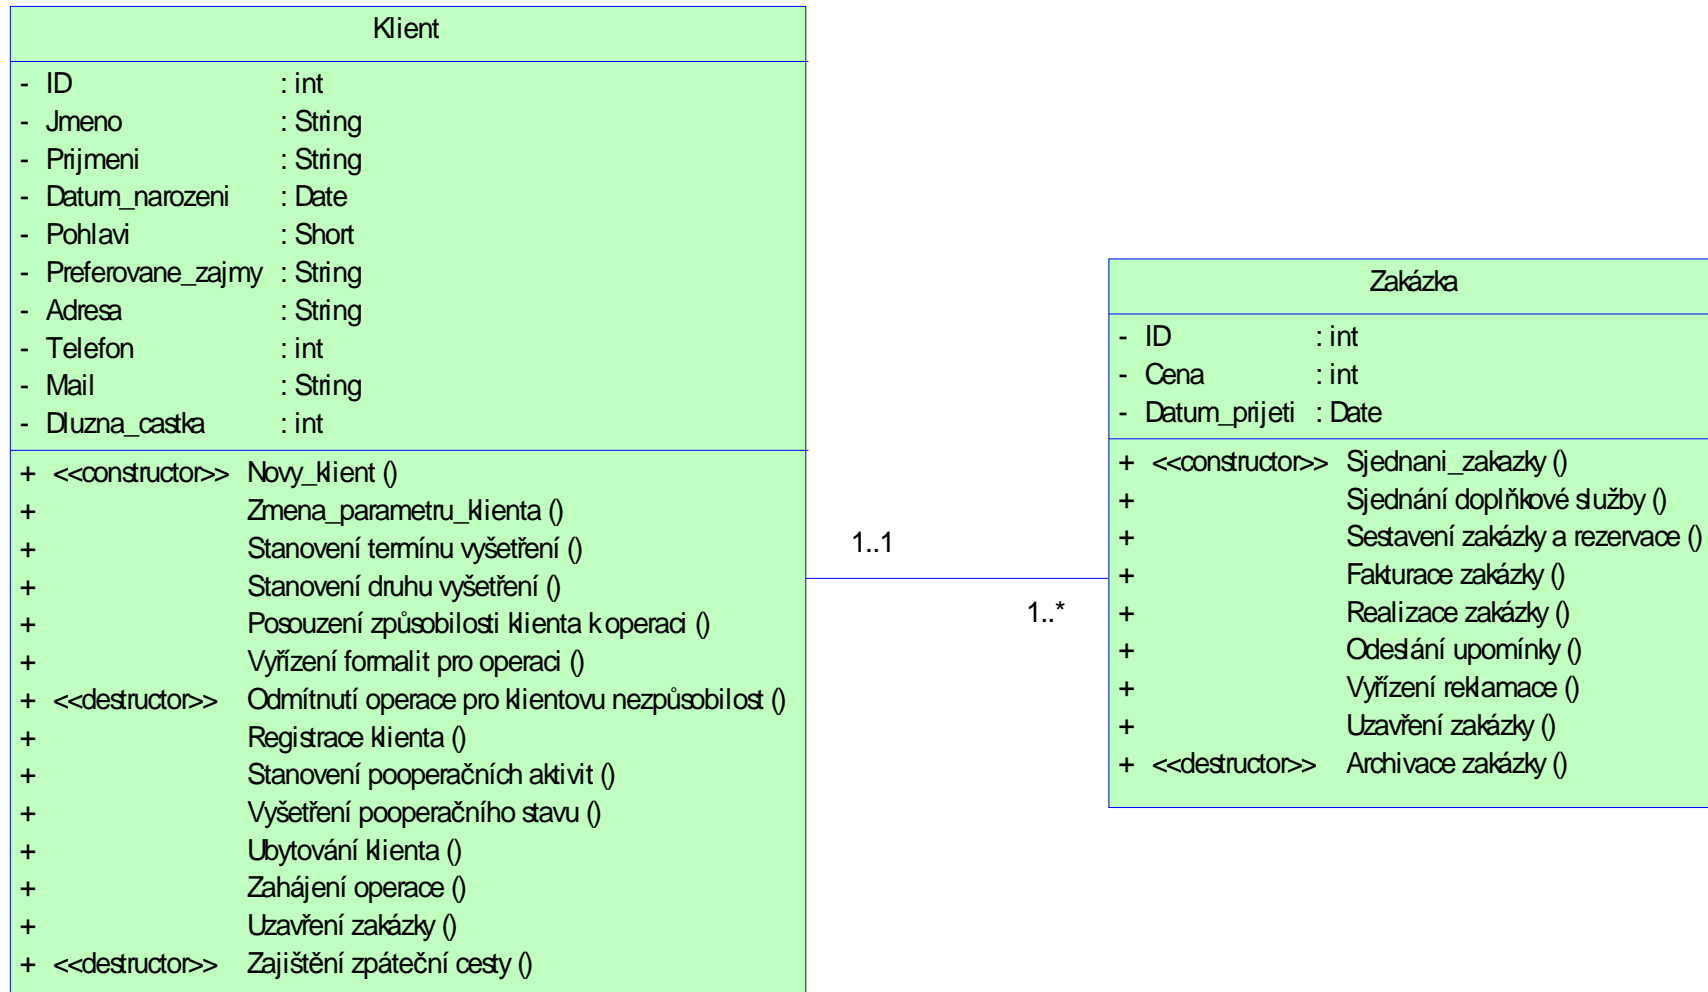 Klient
- ID : int
- Jmeno : String
- Prijmeni : String
- Datum_narozeni : Date
- Pohlavi : Short
- Preferovane_zajmy : String
- Adresa : String
- Telefon : int
- Mail : String
- Dluzna_castka : int
+ <<constructor>> Novy_klient ()
+ Zmena_parametru_klienta ()
+ Stanovení termínu vyšetření ()
+ Stanovení druhu vyšetření ()
+ Posouzení způsobilosti klienta k operaci ()
+ Vyřízení formalit pro operaci ()
+ <<destructor>> Odmítnutí operace pro klientovu nezpůsobilost ()
+ Registrace klienta ()
+ Stanovení pooperačních aktivit ()
+ Vyšetření pooperačního stavu ()
+ Ubytování klienta ()
+ Zahájení operace ()
+ Uzavření zakázky ()
+ <<destructor>> Zajištění zpáteční cesty ()
1..1
1..*
Zakázka
- ID : int
- Cena : int
- Datum_prijeti : Date
+ <<constructor>> Sjednani_zakazky ()
+ Sjednání doplňkové služby ()
+ Sestavení zakázky a rezervace ()
+ Fakturace zakázky ()
+ Realizace zakázky ()
+ Odeslání upomínky ()
+ Vyřízení reklamace ()
+ Uzavření zakázky ()
+ <<destructor>> Archivace zakázky ()